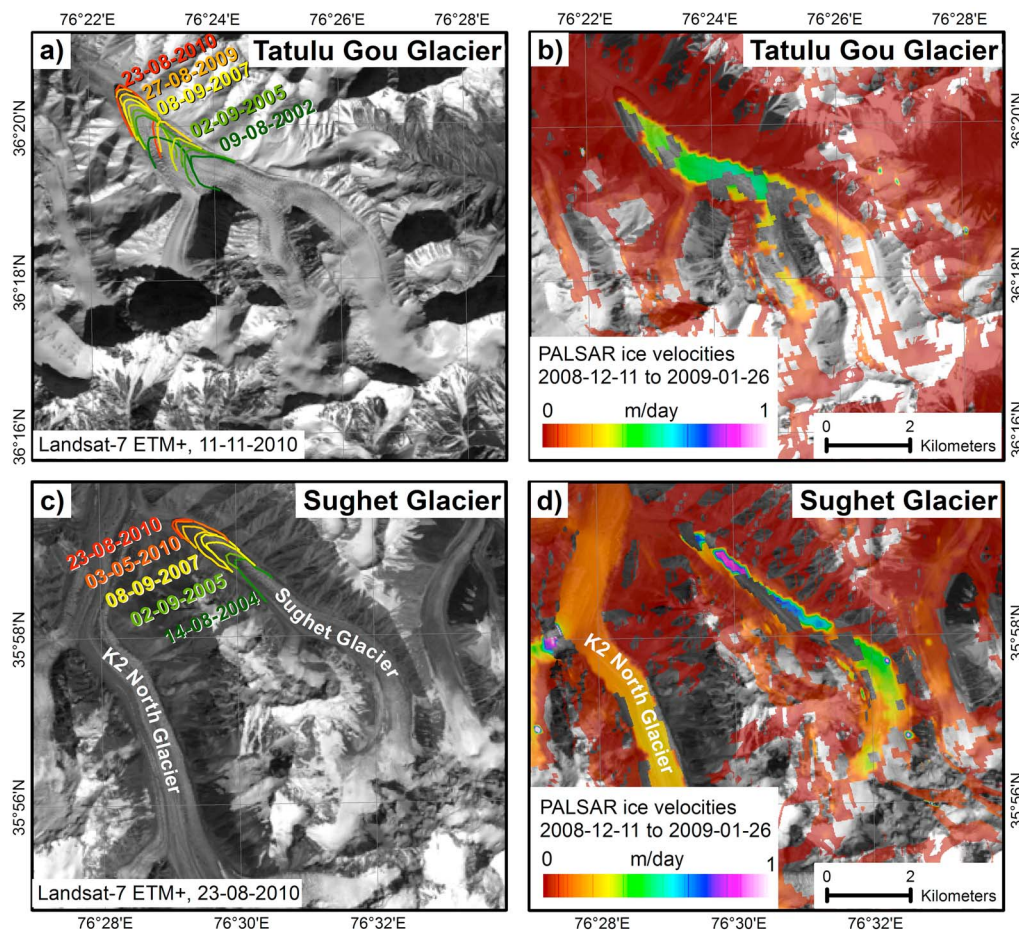 76°22'E 76°24'E 76°26'E 76°28'E
76°22'E 76°24'E 76°26'E 76°28'E
a)
Tatulu Gou Glacier
23-08-2010
27-08-2009
08-09-2007
02-09-2005
09-08-2002
36°20'N
36°18'N
36°16'N
Landsat-7 ETM+, 11-11-2010
b)
Tatulu Gou Glacier
PALSAR ice velocities
2008-12-11 to 2009-01-26
0 m/day 1
0 2
Kilometers
36°20'N
36°18'N
36°16'N
c)
Sughet Glacier
23-08-2010
03-05-2010
08-09-2007
02-09-2005
14-08-2004
Sughet Glacier
K2 North Glacier
35°58'N
35°56'N
Landsat-7 ETM+, 23-08-2010
d)
Sughet Glacier
K2 North Glacier
PALSAR ice velocities
2008-12-11 to 2009-01-26
0 m/day 1
0 2
Kilometers
35°58'N
35°56'N
76°28'E 76°30'E 76°32'E
76°28'E 76°30'E 76°32'E